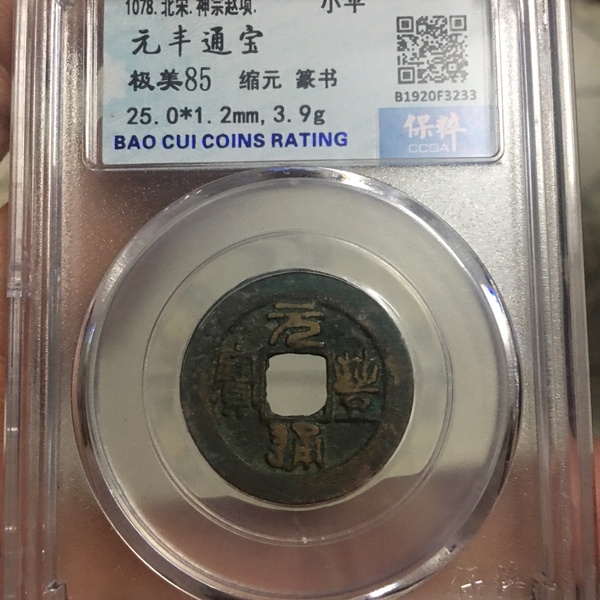 1078.北宋.神宗赵顼.
小平
元丰通宝
极美85 缩元 篆书
25.0*1.2mm,3.9g
BAO CUI COINS RATING
B1920F3233
保粹
CCGA
元
豐
通
寶